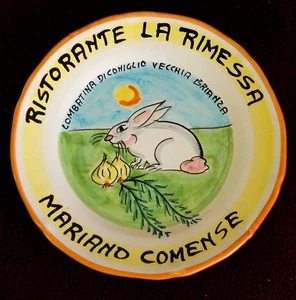 RISTORANTE LA RIMESSA
LOMBATINA DI CONIGLIO VECCHIA BRIANZA
MARIANO COMENSE